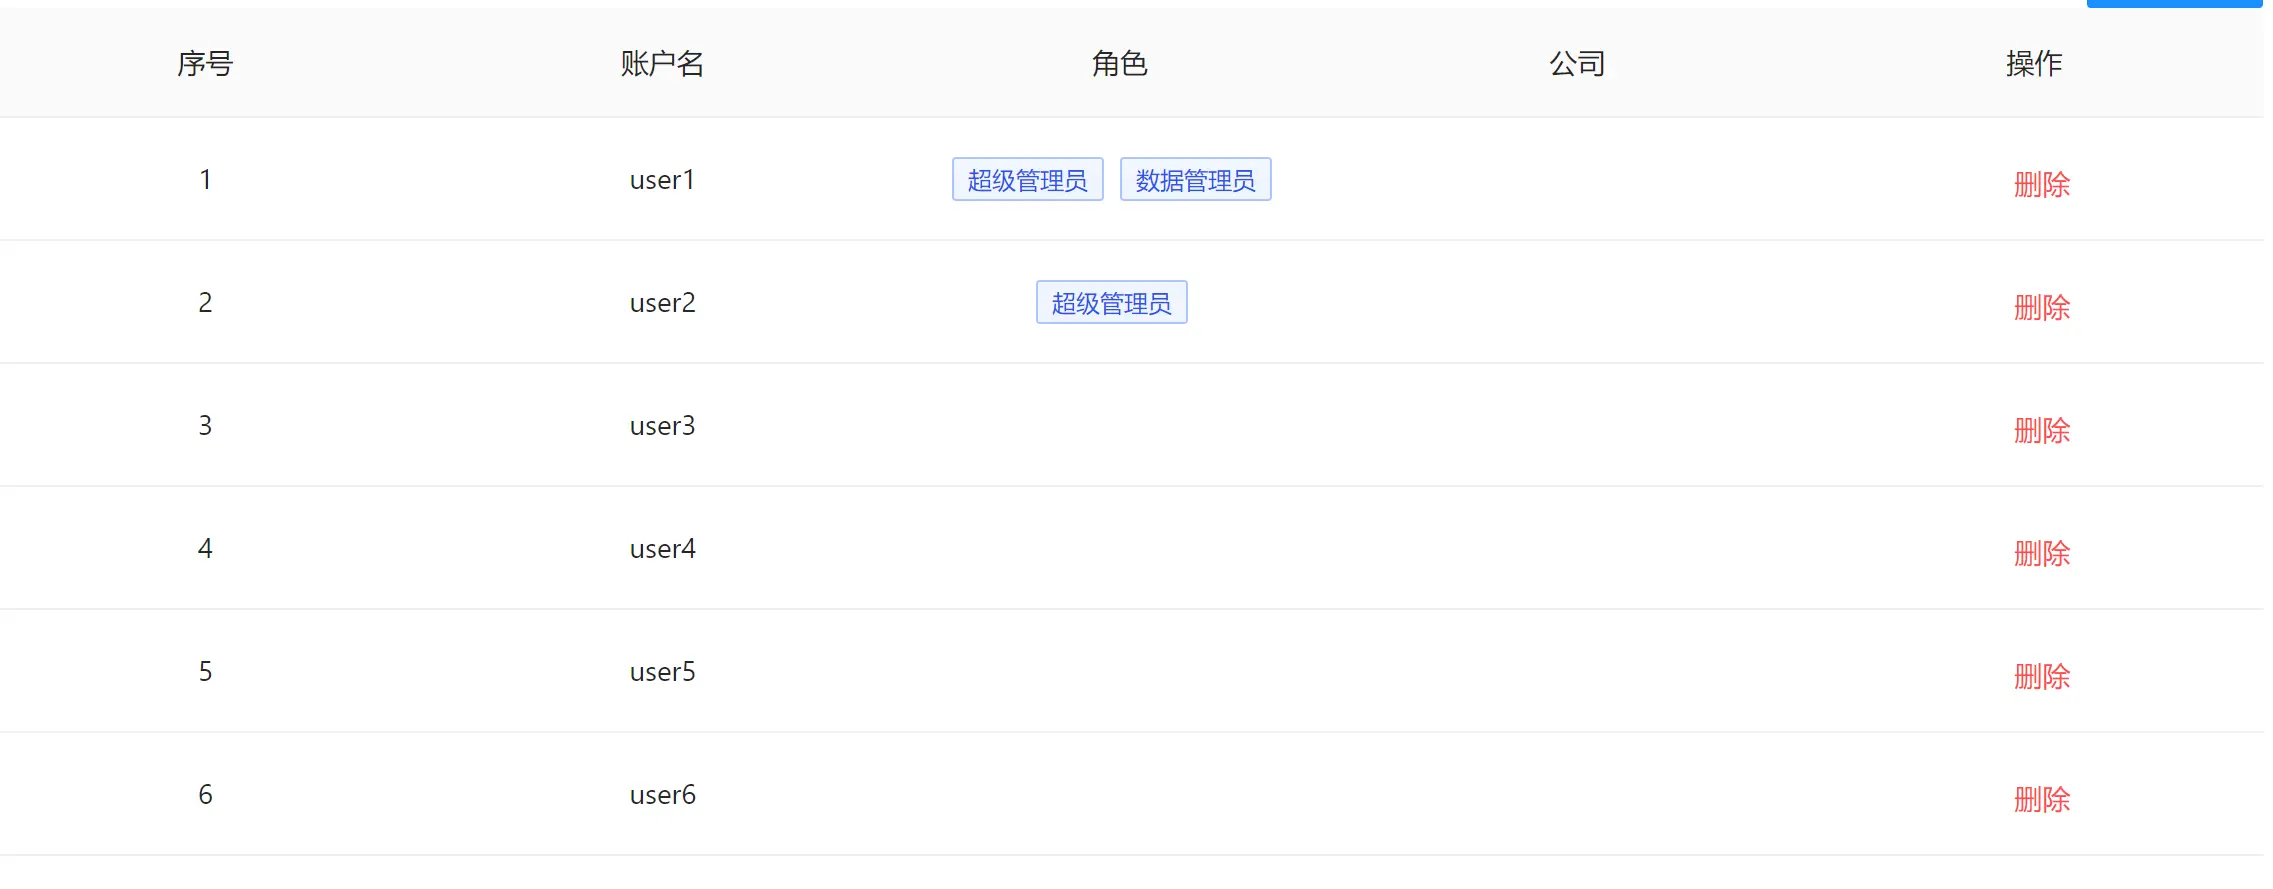 序号 账户名 角色 公司 操作
1 user1 超级管理员 数据管理员 删除
2 user2 超级管理员 删除
3 user3 删除
4 user4 删除
5 user5 删除
6 user6 删除